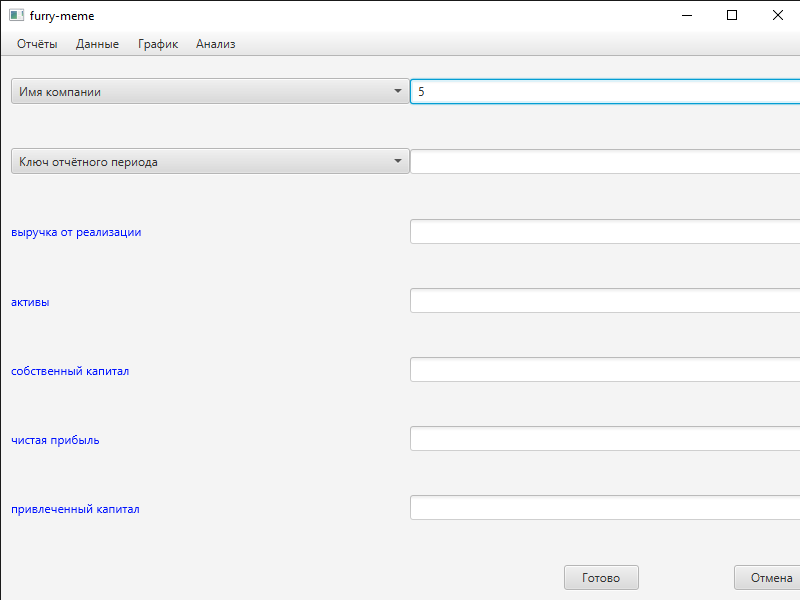 furry-meme
Отчёты Данные График Анализ
Имя компании 5
Ключ отчётного периода
выручка от реализации
активы
собственный капитал
чистая прибыль
привлеченный капитал
Готово Отмена